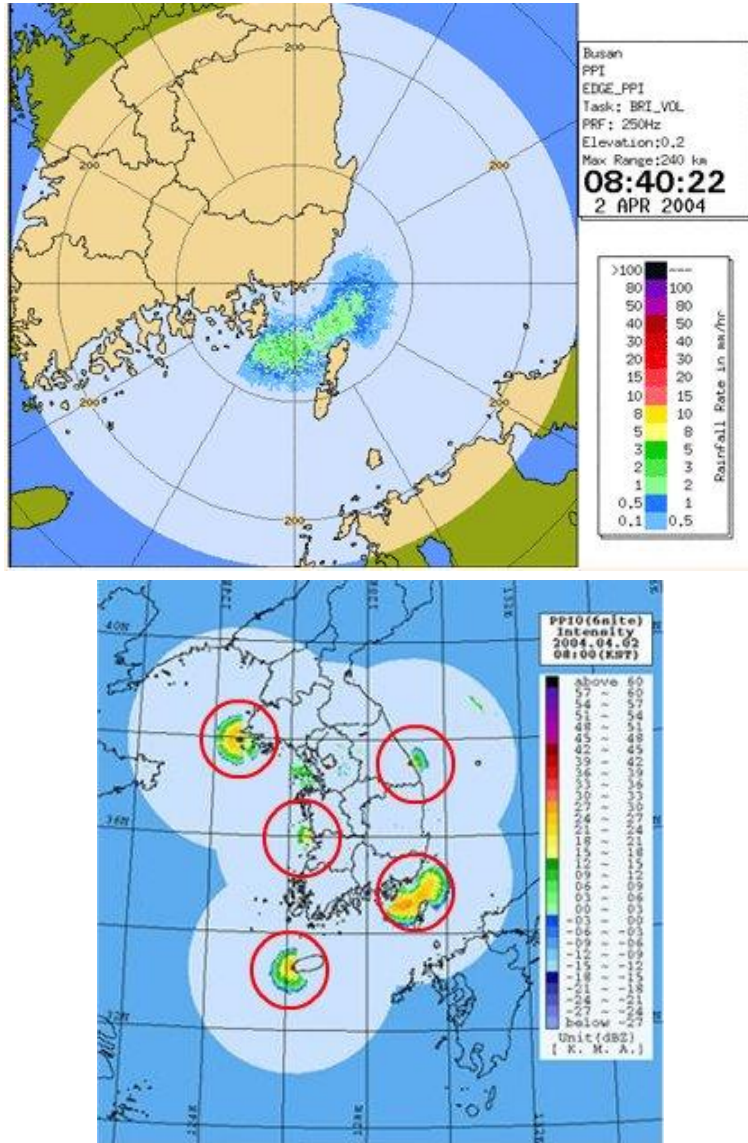 200
200
200
200
200
200
Busan
PPI
EDGE_PPI
Task: BRI_VOL
PRF: 250Hz
Elevation:0.2
Max Range:240 km
08:40:22
2 APR 2004
>100 ---
80 100
50 80
40 50
30 40
20 30
15 20
10 15
8 10
5 8
3 5
2 3
1 2
0.5 1
0.1 0.5
Rainfall Rate in mm/hr
124E
128E
132E
40N
36N
32N
124E
128E
PPI0(6site)
Intensity
2004.04.02
08:00(KST)
above 60
57 ~ 60
54 ~ 57
51 ~ 54
48 ~ 51
45 ~ 48
42 ~ 45
39 ~ 42
36 ~ 39
33 ~ 36
30 ~ 33
27 ~ 30
24 ~ 27
21 ~ 24
18 ~ 21
15 ~ 18
12 ~ 15
09 ~ 12
06 ~ 09
03 ~ 06
00 ~ 03
-03 ~ 00
-06 ~ -03
-09 ~ -06
-12 ~ -09
-15 ~ -12
-18 ~ -15
-21 ~ -18
-24 ~ -21
-27 ~ -24
below -27
Unit(dBZ)
[ K. M. A.]